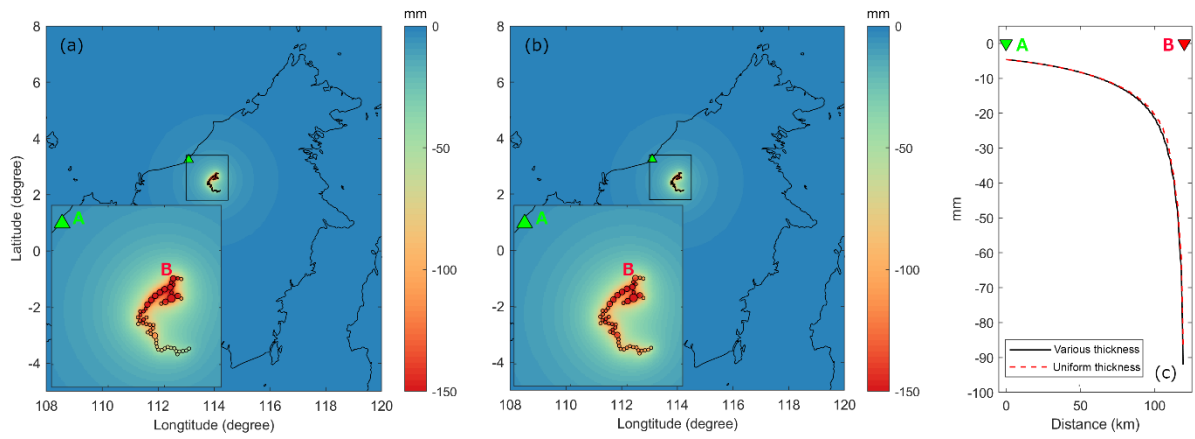 mm
(a)
8
6
4
2
0
-2
-4
Latitude (degree)
A
B
108
110
112
114
116
118
120
Longtitude (degree)
0
-50
-100
-150
mm
(b)
8
6
4
2
0
-2
-4
A
B
108
110
112
114
116
118
120
Longtitude (degree)
0
-50
-100
-150
A
B
0
-10
-20
-30
-40
-50
-60
-70
-80
-90
-100
mm
Various thickness
Uniform thickness
(c)
0
50
100
Distance (km)